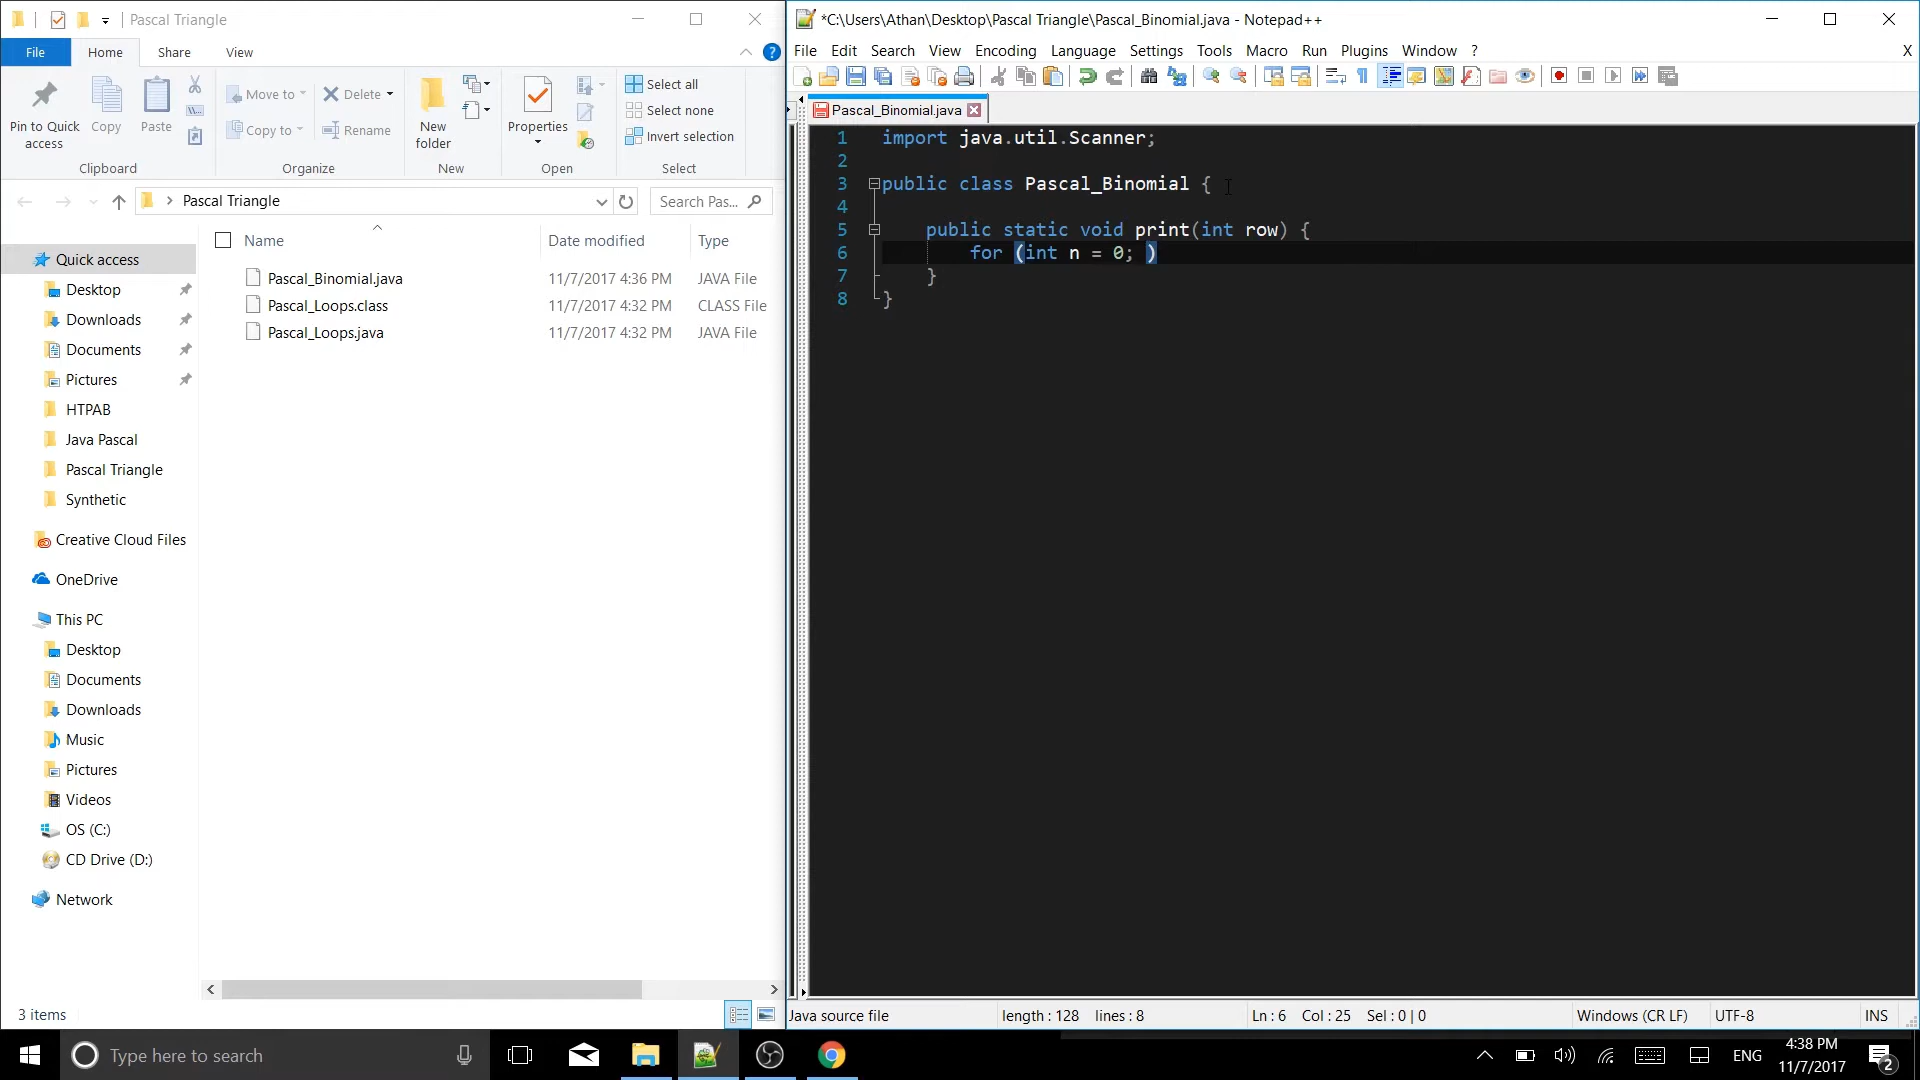 Pascal Triangle
File Home Share View
Pin to Quick access
Copy
Paste
Clipboard
Move to
Copy to
Delete
Rename
Organize
New folder
New
Properties
Open
Select all
Select none
Invert selection
Select
Pascal Triangle
Search Pas...
Name Date modified Type
Quick access
Desktop
Downloads
Documents
Pictures
HTPAB
Java Pascal
Pascal Triangle
Synthetic
Creative Cloud Files
OneDrive
This PC
Desktop
Documents
Downloads
Music
Pictures
Videos
OS (C:)
CD Drive (D:)
Network
Pascal_Binomial.java 11/7/2017 4:36 PM JAVA File
Pascal_Loops.class 11/7/2017 4:32 PM CLASS File
Pascal_Loops.java 11/7/2017 4:32 PM JAVA File
3 items
*C:\Users\Athan\Desktop\Pascal Triangle\Pascal_Binomial.java - Notepad++
File Edit Search View Encoding Language Settings Tools Macro Run Plugins Window ? X
Pascal_Binomial.java
1 import java.util.Scanner;
2
3 public class Pascal_Binomial {
4
5 public static void print(int row) {
6 for (int n = 0; )
7 }
8 }
Java source file length : 128 lines : 8 Ln : 6 Col : 25 Sel : 0 | 0 Windows (CR LF) UTF-8 INS
Type here to search
ENG
4:38 PM
11/7/2017
2